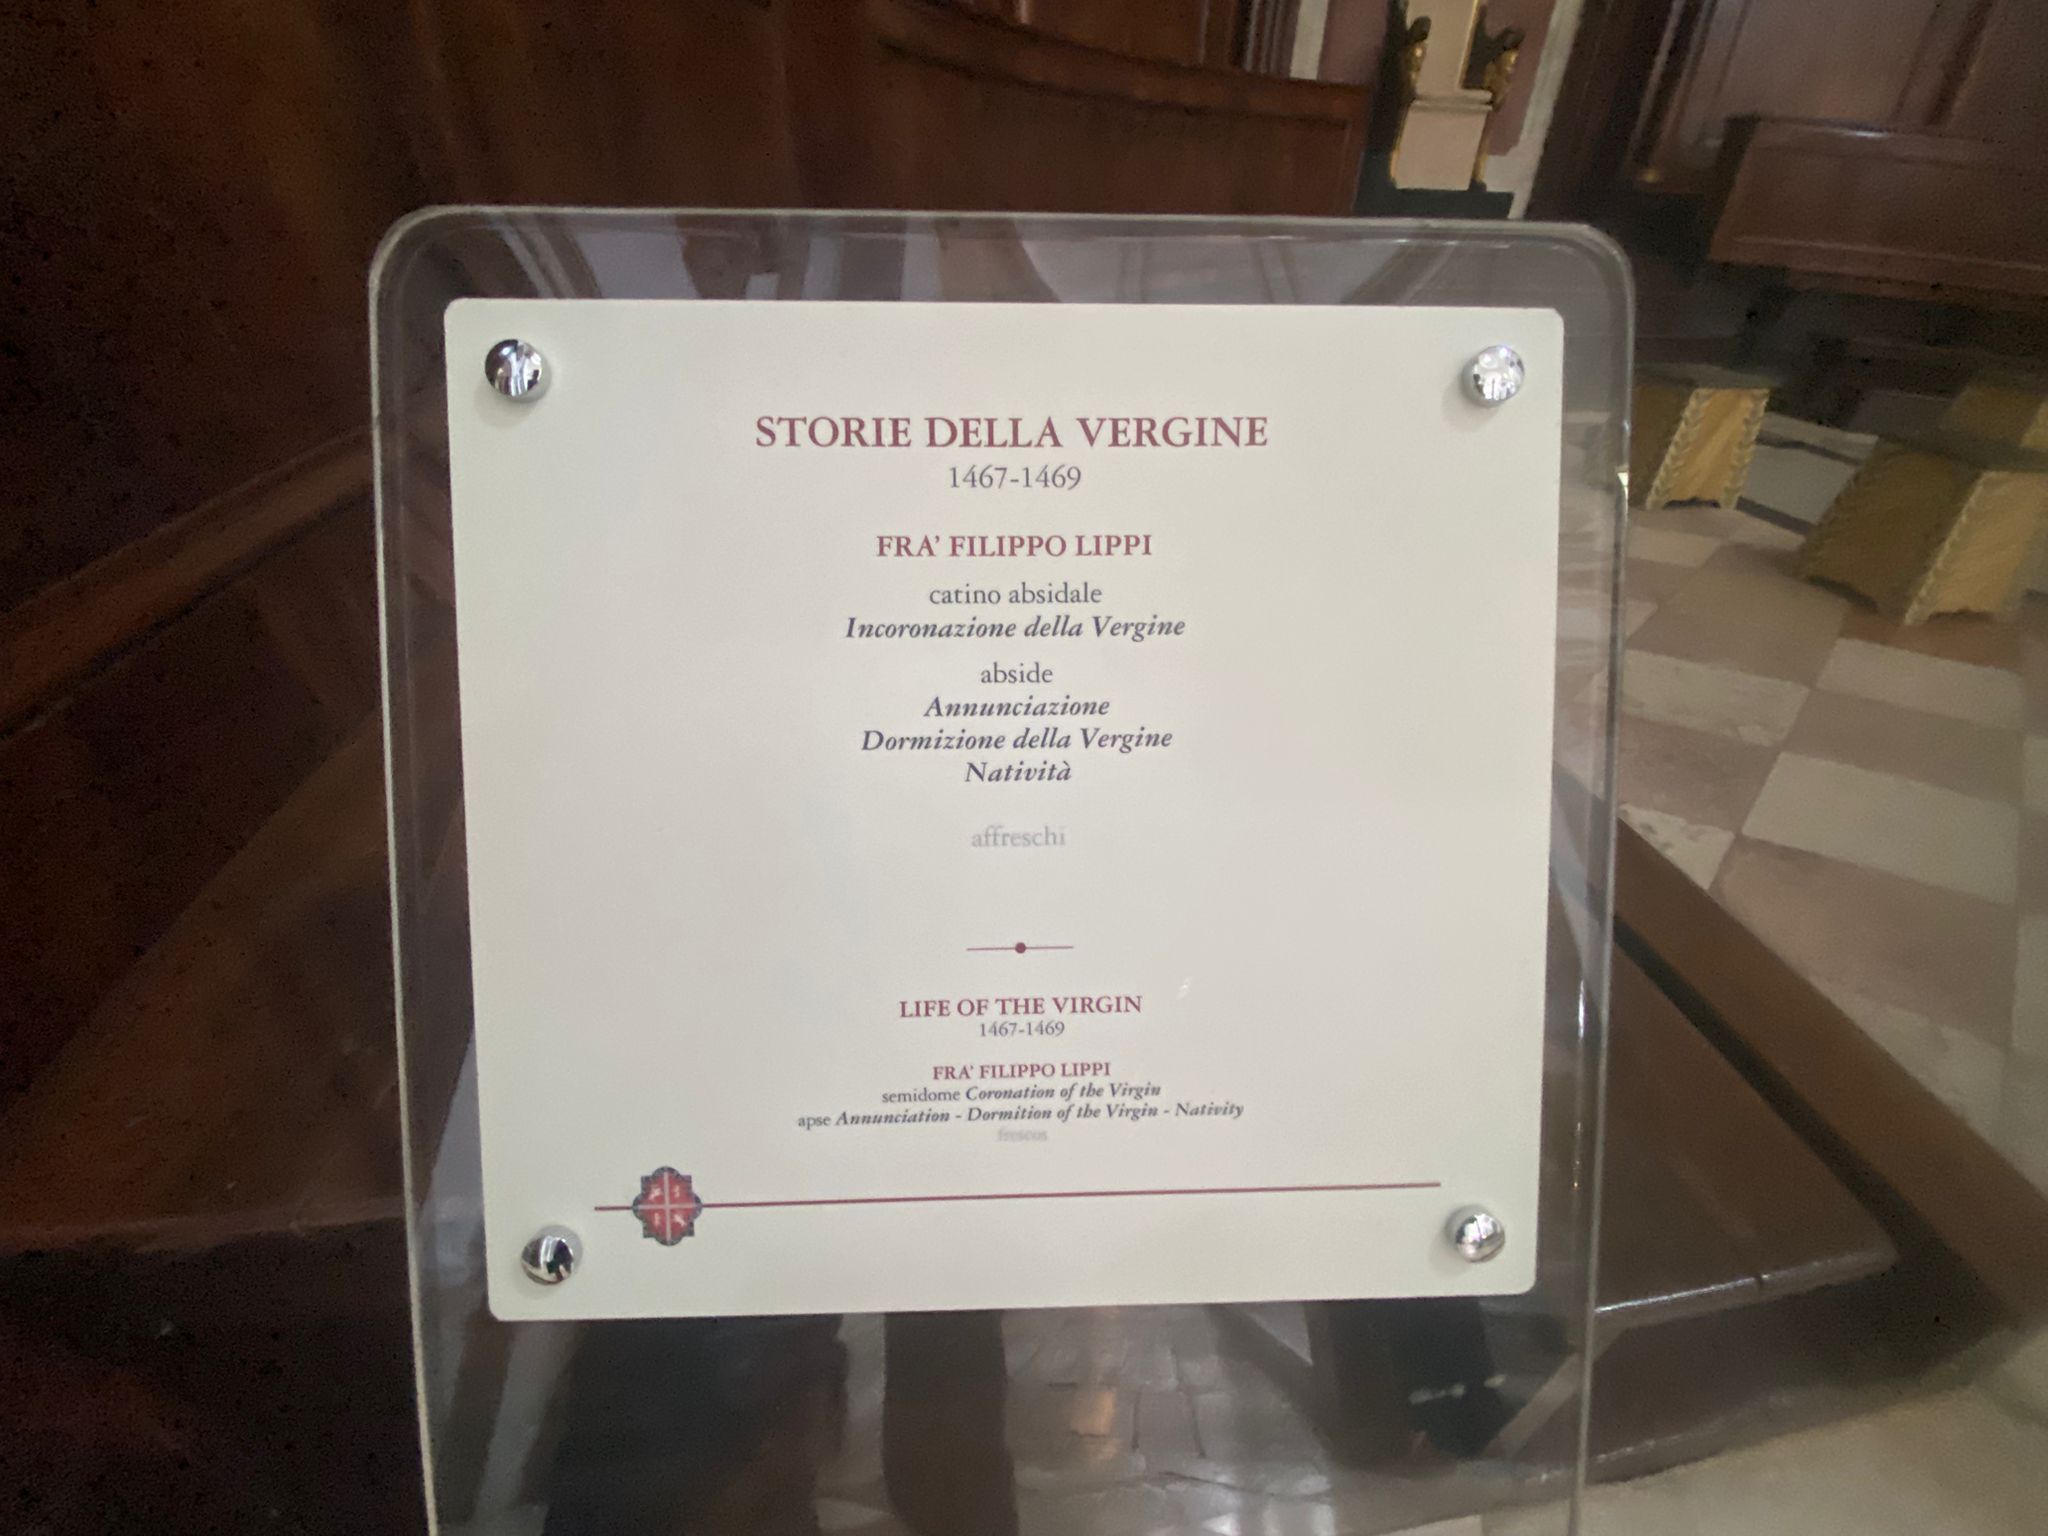 STORIE DELLA VERGINE
1467-1469
FRA’ FILIPPO LIPPI
catino absidale
Incoronazione della Vergine
abside
Annunciazione
Dormizione della Vergine
Natività
affreschi
LIFE OF THE VIRGIN
1467-1469
FRA’ FILIPPO LIPPI
semidome Coronation of the Virgin
apse Annunciation - Dormition of the Virgin - Nativity
frescos